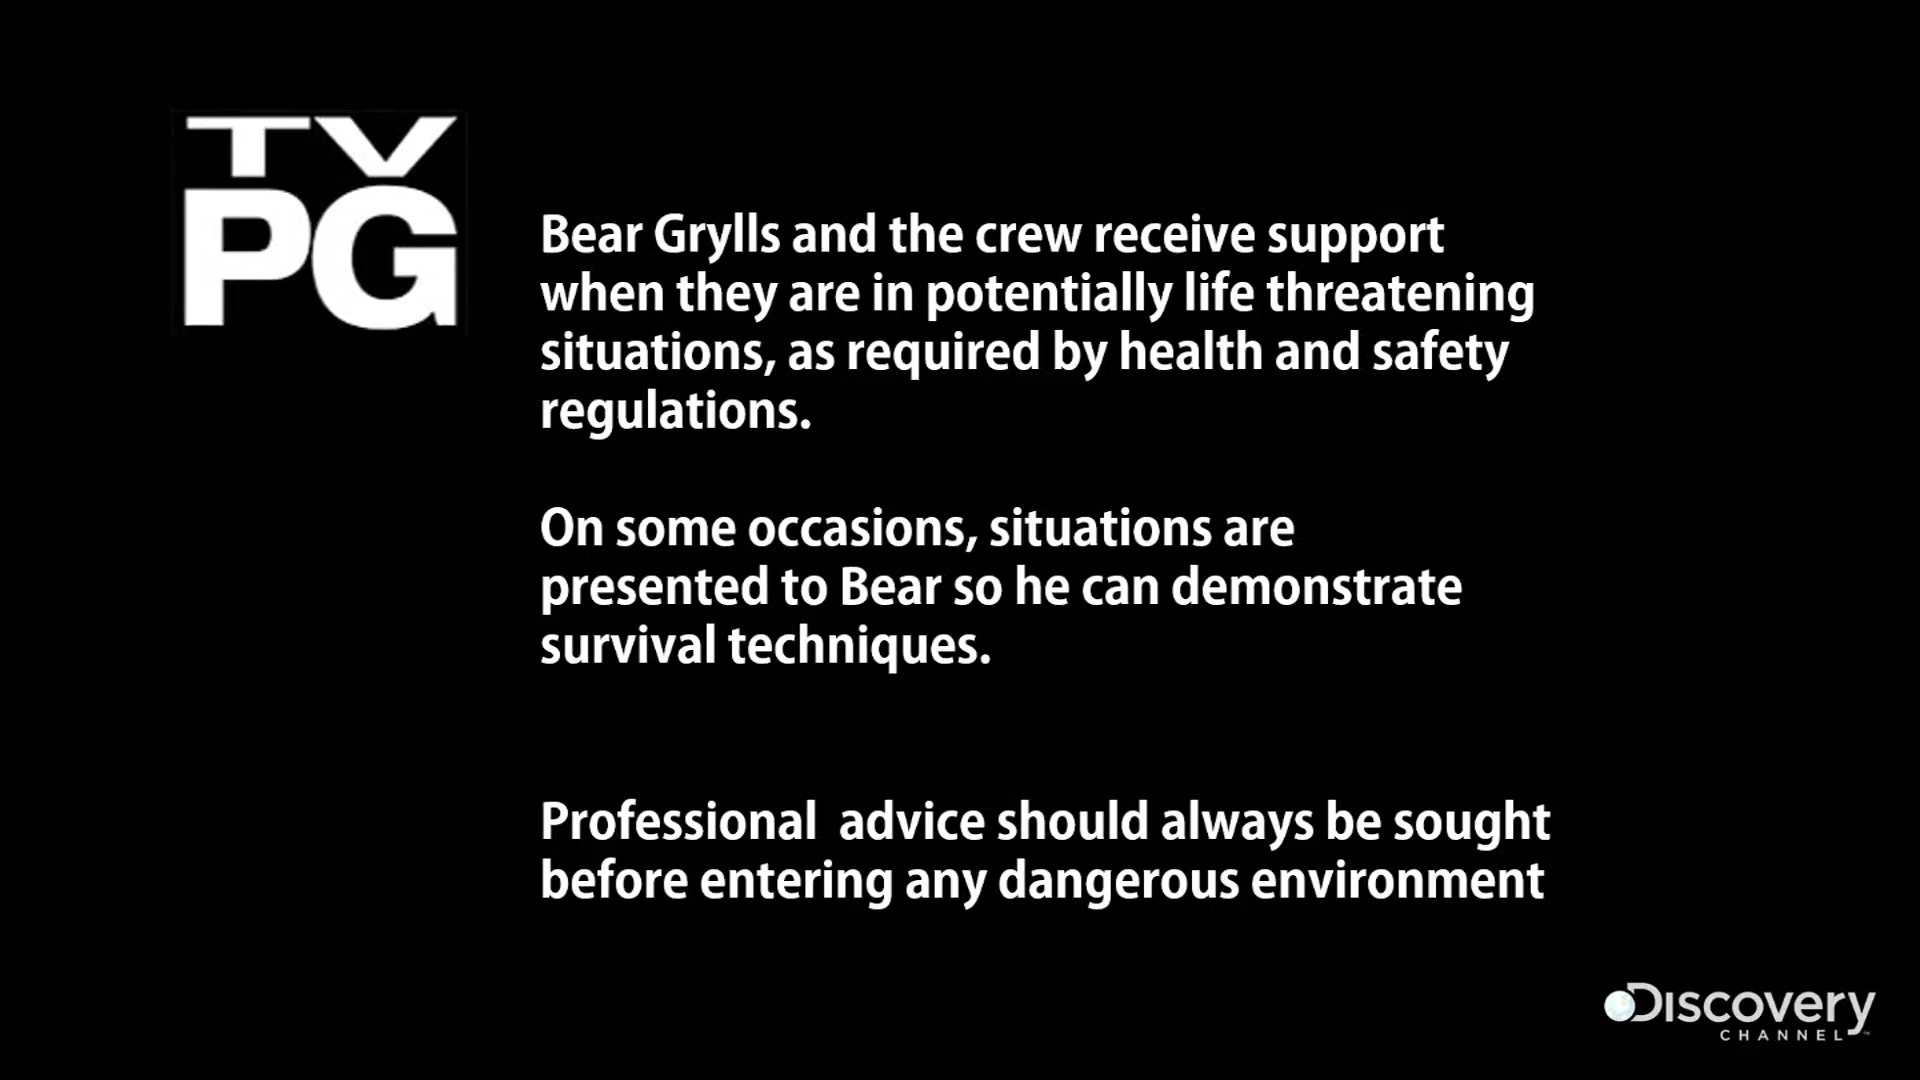 TV
PG
Bear Grylls and the crew receive support
when they are in potentially life threatening
situations, as required by health and safety
regulations.
On some occasions, situations are
presented to Bear so he can demonstrate
survival techniques.
Professional  advice should always be sought
before entering any dangerous environment
Discovery
CHANNEL™